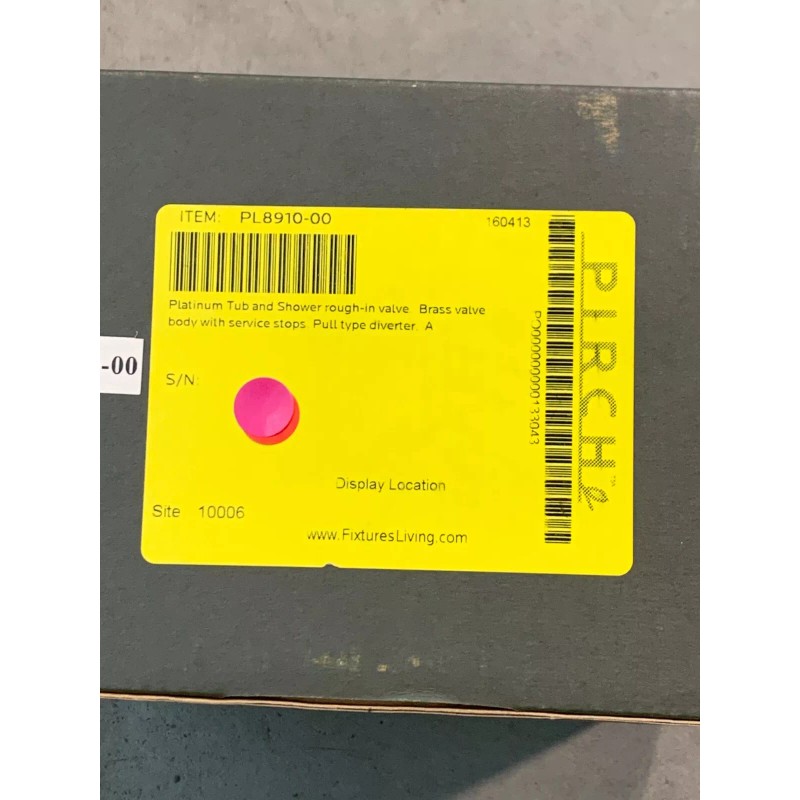 ITEM: PL8910-00
160413
Platinum Tub and Shower rough-in valve. Brass valve
body with service stops. Pull type diverter. A
-00
S/N:
Display Location
Site 10006
www.FixturesLiving.com
PIRCH
TM